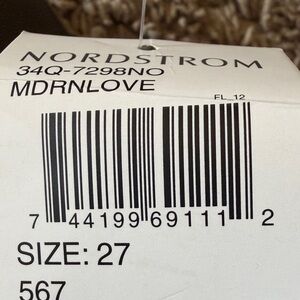 NORDSTROM
34Q-7298NO
MDRNLOVE
FL_12
7 44199 69111 2
SIZE: 27
567